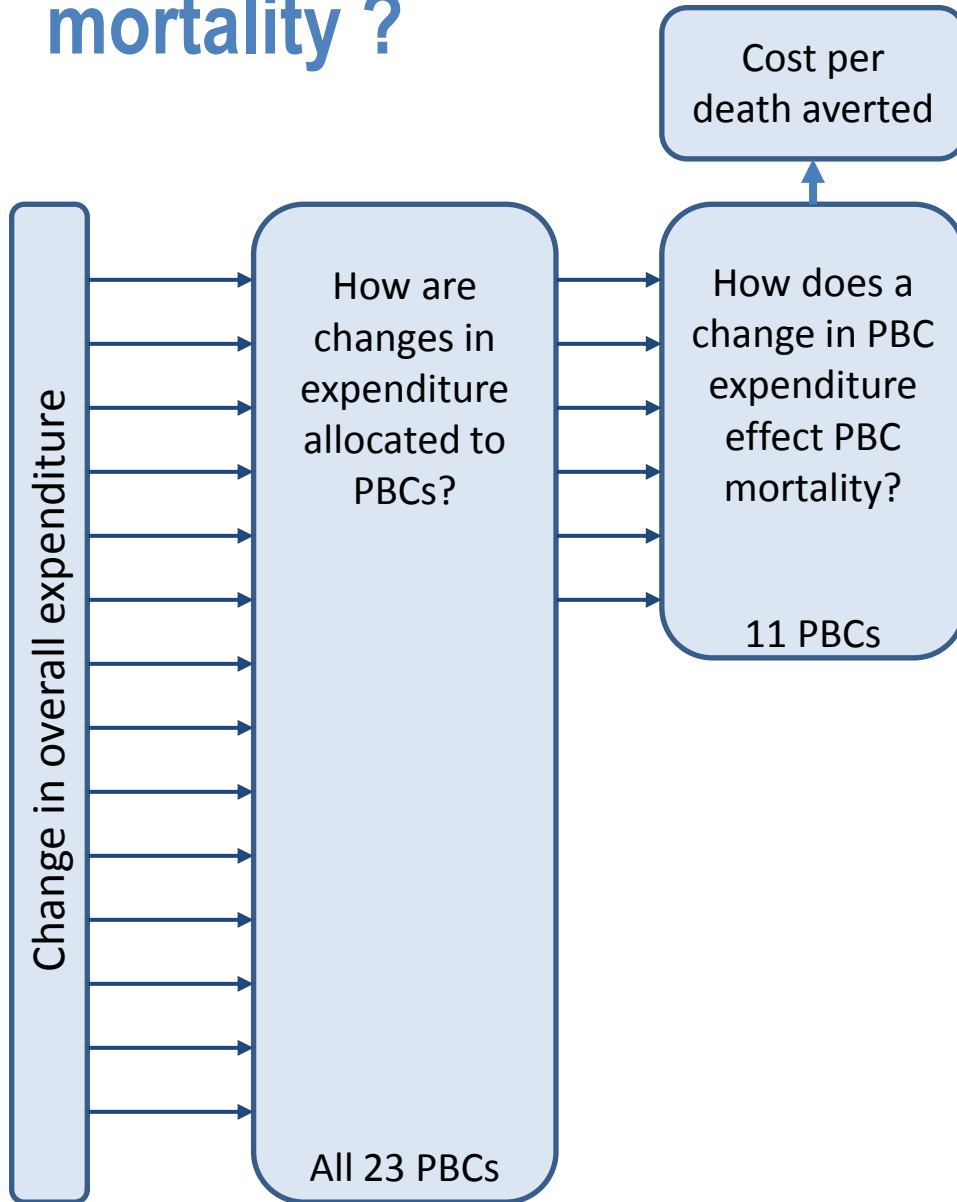 mortality ?
Cost per
death averted
Change in overall expenditure
How are
changes in
expenditure
allocated to
PBCs?
All 23 PBCs
How does a
change in PBC
expenditure
effect PBC
mortality?
11 PBCs